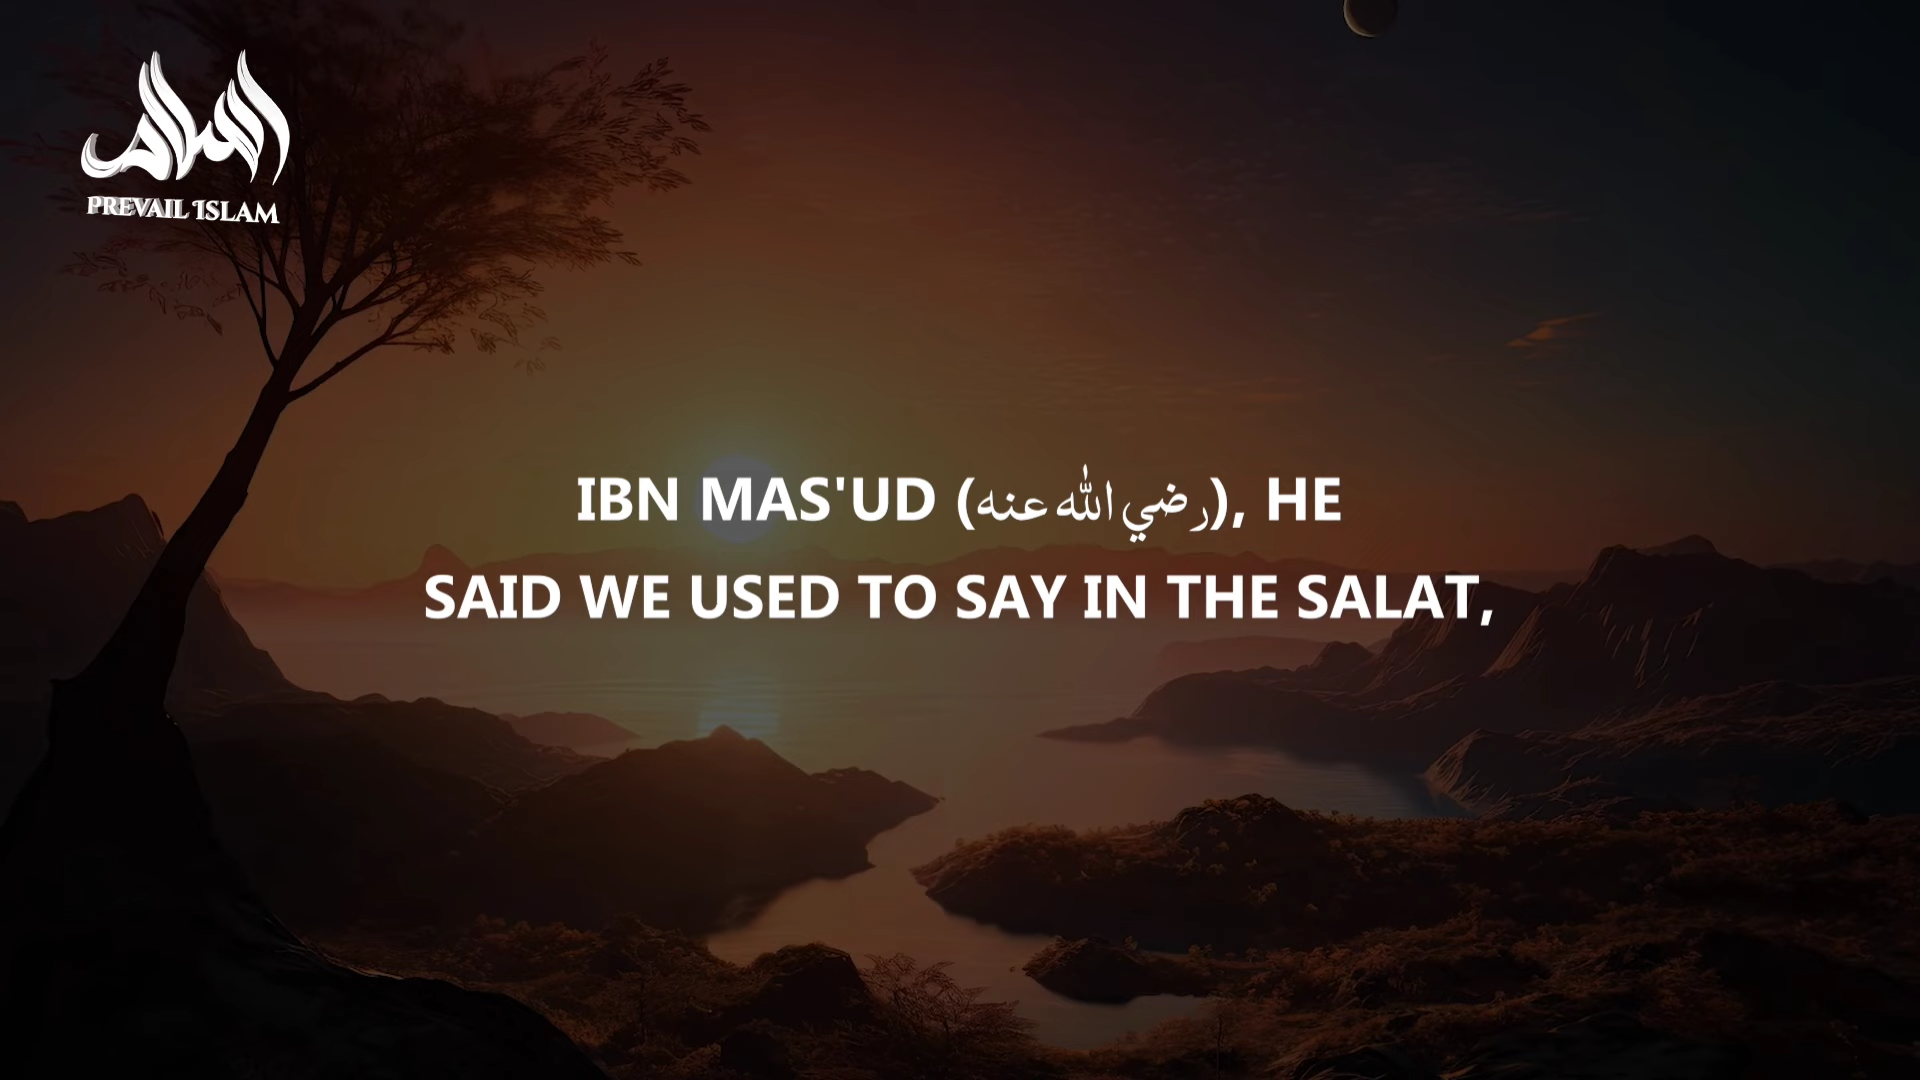 PREVAIL ISLAM
IBN MAS'UD (رضي الله عنه), HE
SAID WE USED TO SAY IN THE SALAT,